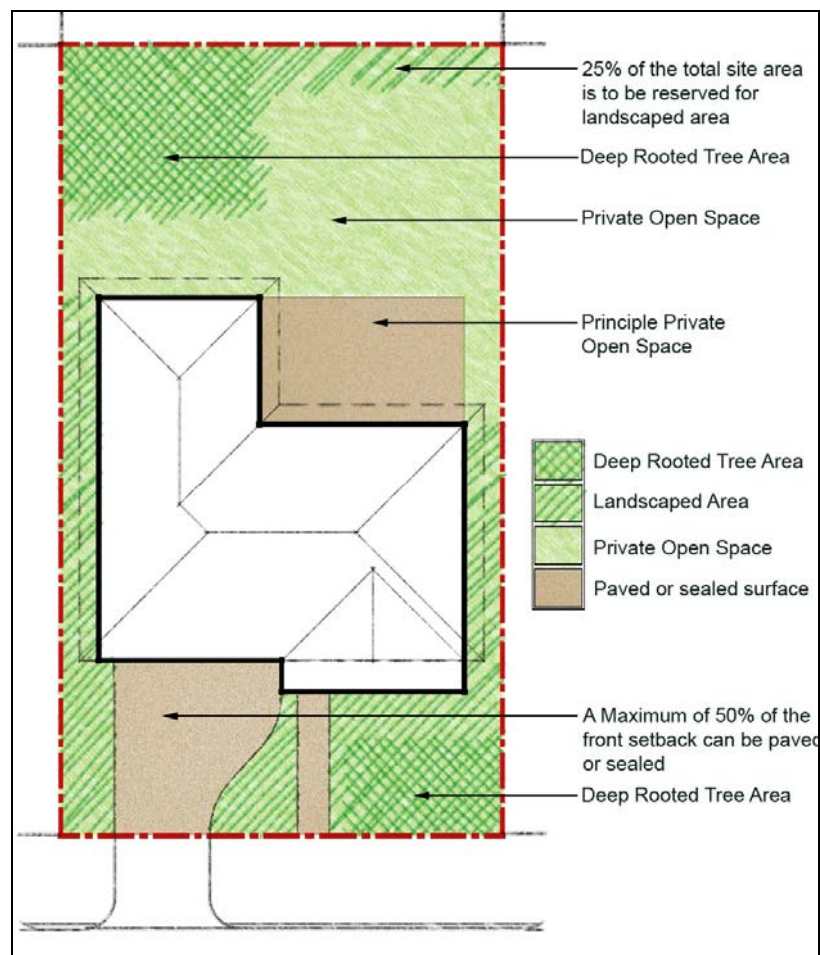 25% of the total site area
is to be reserved for
landscaped area
Deep Rooted Tree Area
Private Open Space
Principle Private
Open Space
Deep Rooted Tree Area
Landscaped Area
Private Open Space
Paved or sealed surface
A Maximum of 50% of the
front setback can be paved
or sealed
Deep Rooted Tree Area